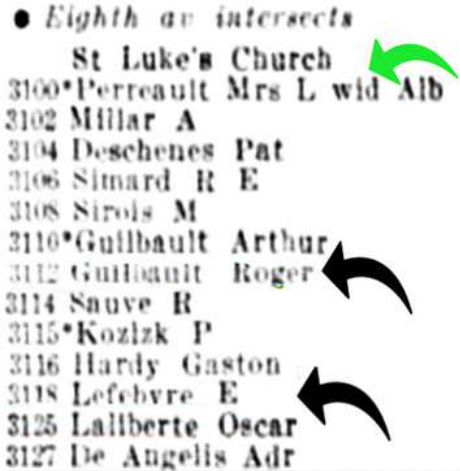 ● Eighth av intersects
St Luke's Church
3100*Perreault Mrs L wid Alb
3102 Millar A
3104 Deschenes Pat
3106 Simard R E
3108 Sirois M
3110*Guilbault Arthur
3112 Guilbault Roger
3114 Sauve R
3115*Kozlzk P
3116 Hardy Gaston
3118 Lefebvre E
3125 Laliberte Oscar
3127 De Angelis Adr